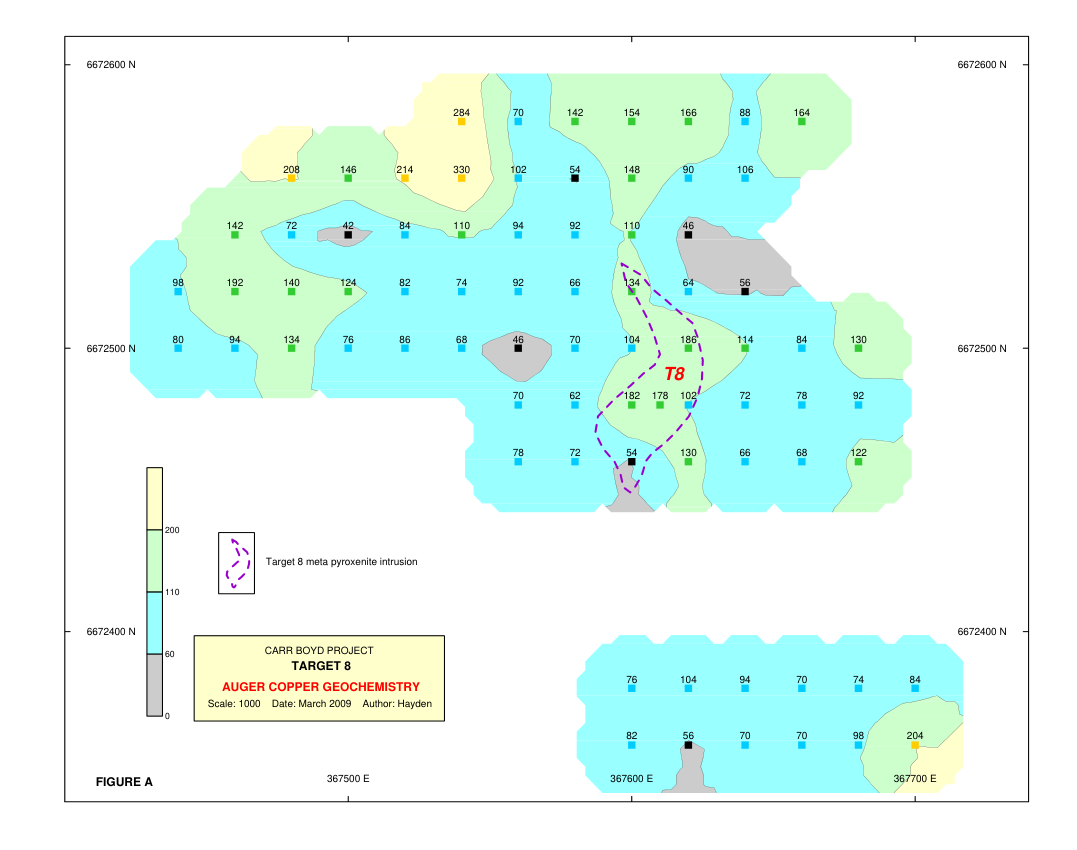 6672600 N 6672600 N
284 70 142 154 166 88 164
208 146 214 330 102 54 148 90 106
142 72 42 84 110 94 92 110 46
98 192 140 124 82 74 92 66 134 64 56
80 94 134 76 86 68 46 70 104 186 114 84 130
6672500 N 6672500 N
T8
70 62 182 178 102 72 78 92
78 72 54 130 66 68 122
200
110
60
0
Target 8 meta pyroxenite intrusion
6672400 N 6672400 N
CARR BOYD PROJECT
TARGET 8
AUGER COPPER GEOCHEMISTRY
Scale: 1000 Date: March 2009 Author: Hayden
76 104 94 70 74 84
82 56 70 70 98 204
FIGURE A 367500 E 367600 E 367700 E